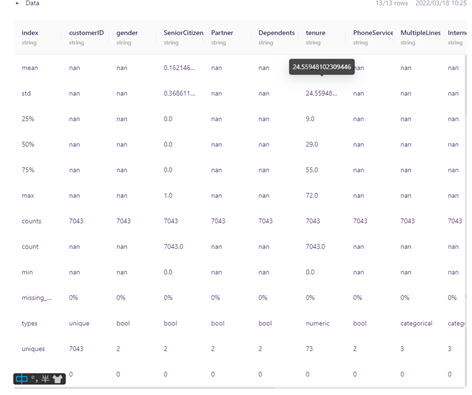 Data 13/13 rows 2022/03/18 10:25
index customerID gender SeniorCitizen Partner Dependents tenure PhoneService MultipleLines Interne
string string string string string string string string string string
mean nan nan 0.162146... nan nan nan nan nan
24.55948102309446
std nan nan 0.368611... nan nan 24.55948... nan nan nan
25% nan nan 0.0 nan nan 9.0 nan nan nan
50% nan nan 0.0 nan nan 29.0 nan nan nan
75% nan nan 0.0 nan nan 55.0 nan nan nan
max nan nan 1.0 nan nan 72.0 nan nan nan
counts 7043 7043 7043 7043 7043 7043 7043 7043 7043
count nan nan 7043.0 nan nan 7043.0 nan nan nan
min nan nan 0.0 nan nan 0.0 nan nan nan
missing_... 0% 0% 0% 0% 0% 0% 0% 0% 0%
types unique bool bool bool bool numeric bool categorical categ
uniques 7043 2 2 2 2 73 2 3 3
0 0 0 0 0 0 0 0 0
中 °, 半